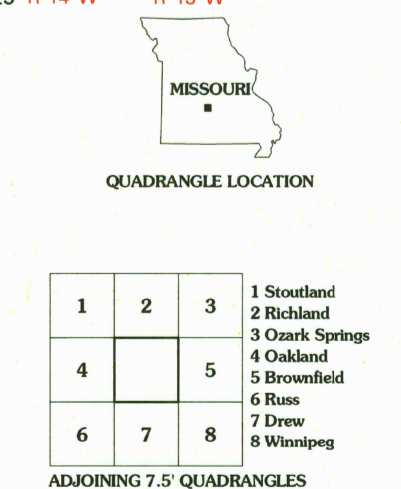 R 14 W
MISSOURI
QUADRANGLE LOCATION
1 2 3
4 5
6 7 8
1 Stoutland
2 Richland
3 Ozark Springs
4 Oakland
5 Brownfield
6 Russ
7 Drew
8 Winnipeg
ADJOINING 7.5' QUADRANGLES